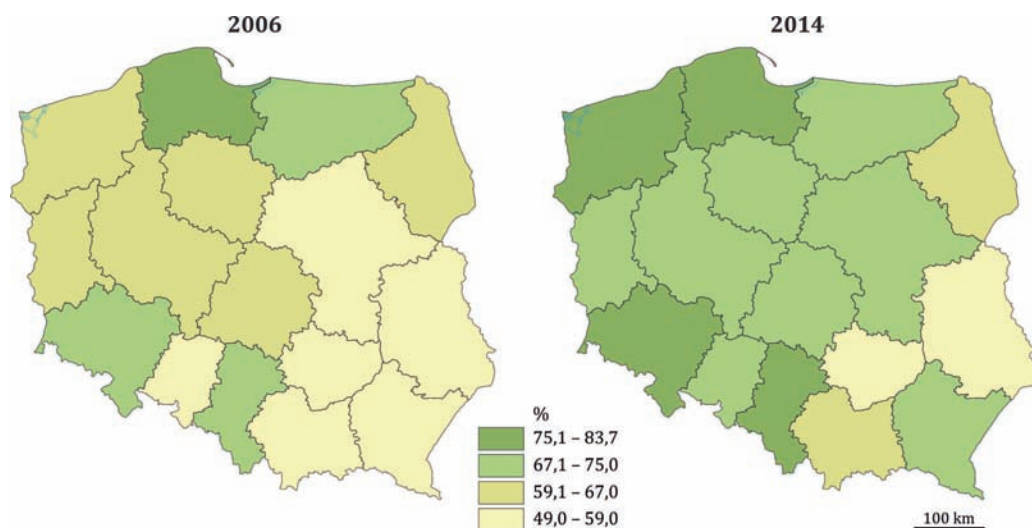 2006
2014
%
75,1 – 83,7
67,1 – 75,0
59,1 – 67,0
49,0 – 59,0
100 km